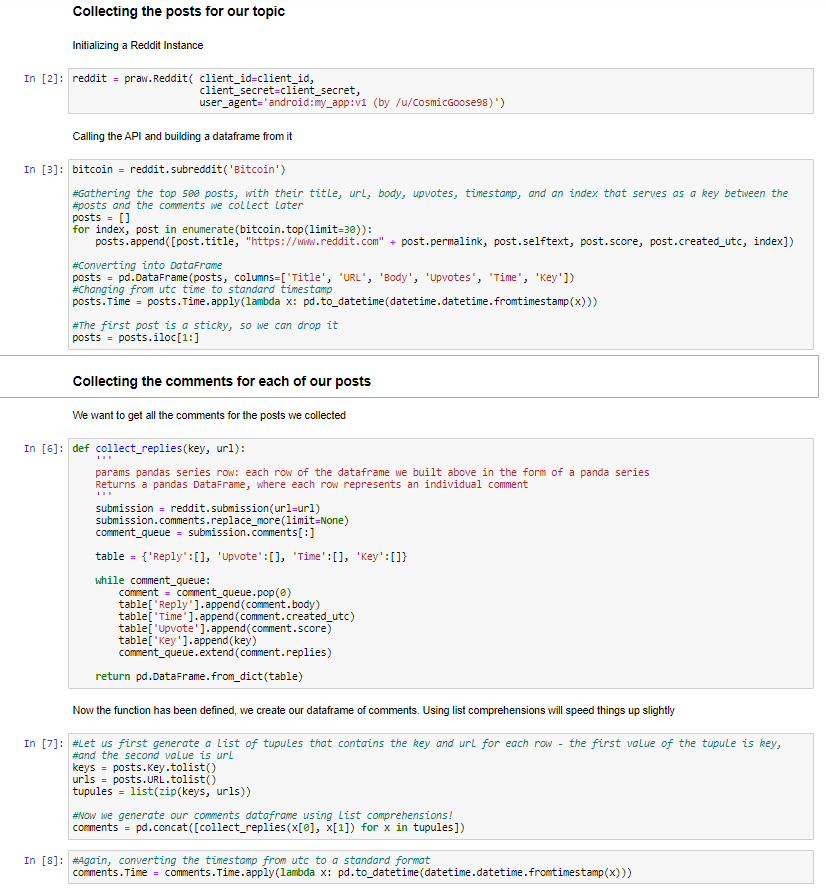 Collecting the posts for our topic
Initializing a Reddit Instance
In [2]: reddit = praw.Reddit( client_id=client_id,
client_secret=client_secret,
user_agent='android:my_app:v1 (by /u/CosmicGoose98)')
Calling the API and building a dataframe from it
In [3]: bitcoin = reddit.subreddit('Bitcoin')
#Gathering the top 500 posts, with their title, url, body, upvotes, timestamp, and an index that serves as a key between the
#posts and the comments we collect later
posts = []
for index, post in enumerate(bitcoin.top(limit=30)):
posts.append([post.title, "https://www.reddit.com" + post.permalink, post.selftext, post.score, post.created_utc, index])
#Converting into DataFrame
posts = pd.DataFrame(posts, columns=['Title', 'URL', 'Body', 'Upvotes', 'Time', 'Key'])
#Changing from utc time to standard timestamp
posts.Time = posts.Time.apply(lambda x: pd.to_datetime(datetime.datetime.fromtimestamp(x)))
#The first post is a sticky, so we can drop it
posts = posts.iloc[1:]
Collecting the comments for each of our posts
We want to get all the comments for the posts we collected
In [6]: def collect_replies(key, url):
'''
params pandas series row: each row of the dataframe we built above in the form of a panda series
Returns a pandas DataFrame, where each row represents an individual comment
'''
submission = reddit.submission(url=url)
submission.comments.replace_more(limit=None)
comment_queue = submission.comments[:]
table = {'Reply':[], 'Upvote':[], 'Time':[], 'Key':[]}
while comment_queue:
comment = comment_queue.pop(0)
table['Reply'].append(comment.body)
table['Time'].append(comment.created_utc)
table['Upvote'].append(comment.score)
table['Key'].append(key)
comment_queue.extend(comment.replies)
return pd.DataFrame.from_dict(table)
Now the function has been defined, we create our dataframe of comments. Using list comprehensions will speed things up slightly
In [7]: #Let us first generate a list of tupules that contains the key and url for each row - the first value of the tupule is key,
#and the second value is url
keys = posts.Key.tolist()
urls = posts.URL.tolist()
tupules = list(zip(keys, urls))
#Now we generate our comments dataframe using list comprehensions!
comments = pd.concat([collect_replies(x[0], x[1]) for x in tupules])
In [8]: #Again, converting the timestamp from utc to a standard format
comments.Time = comments.Time.apply(lambda x: pd.to_datetime(datetime.datetime.fromtimestamp(x)))